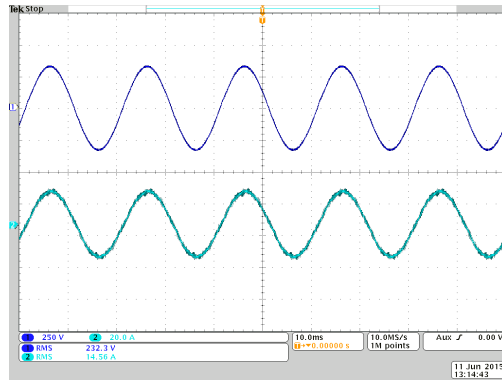 Tek Stop
1
2
1 250 V 2 20.0 A
1 RMS 232.3 V
2 RMS 14.50 A
10.0ms
T 0.00000 s
10.0MS/s
1M points
Aux 0.00 V
11 Jun 2015
13:14:43